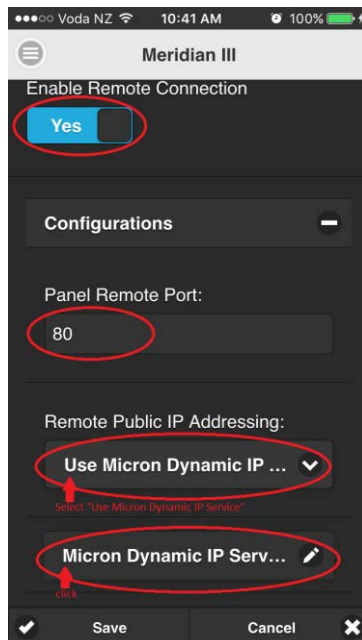 Voda NZ 10:41 AM 100%
Meridian III
Enable Remote Connection
Yes
Configurations
Panel Remote Port:
80
Remote Public IP Addressing:
Use Micron Dynamic IP ...
Select "Use Micron Dynamic IP Service"
Micron Dynamic IP Serv...
click
Save Cancel